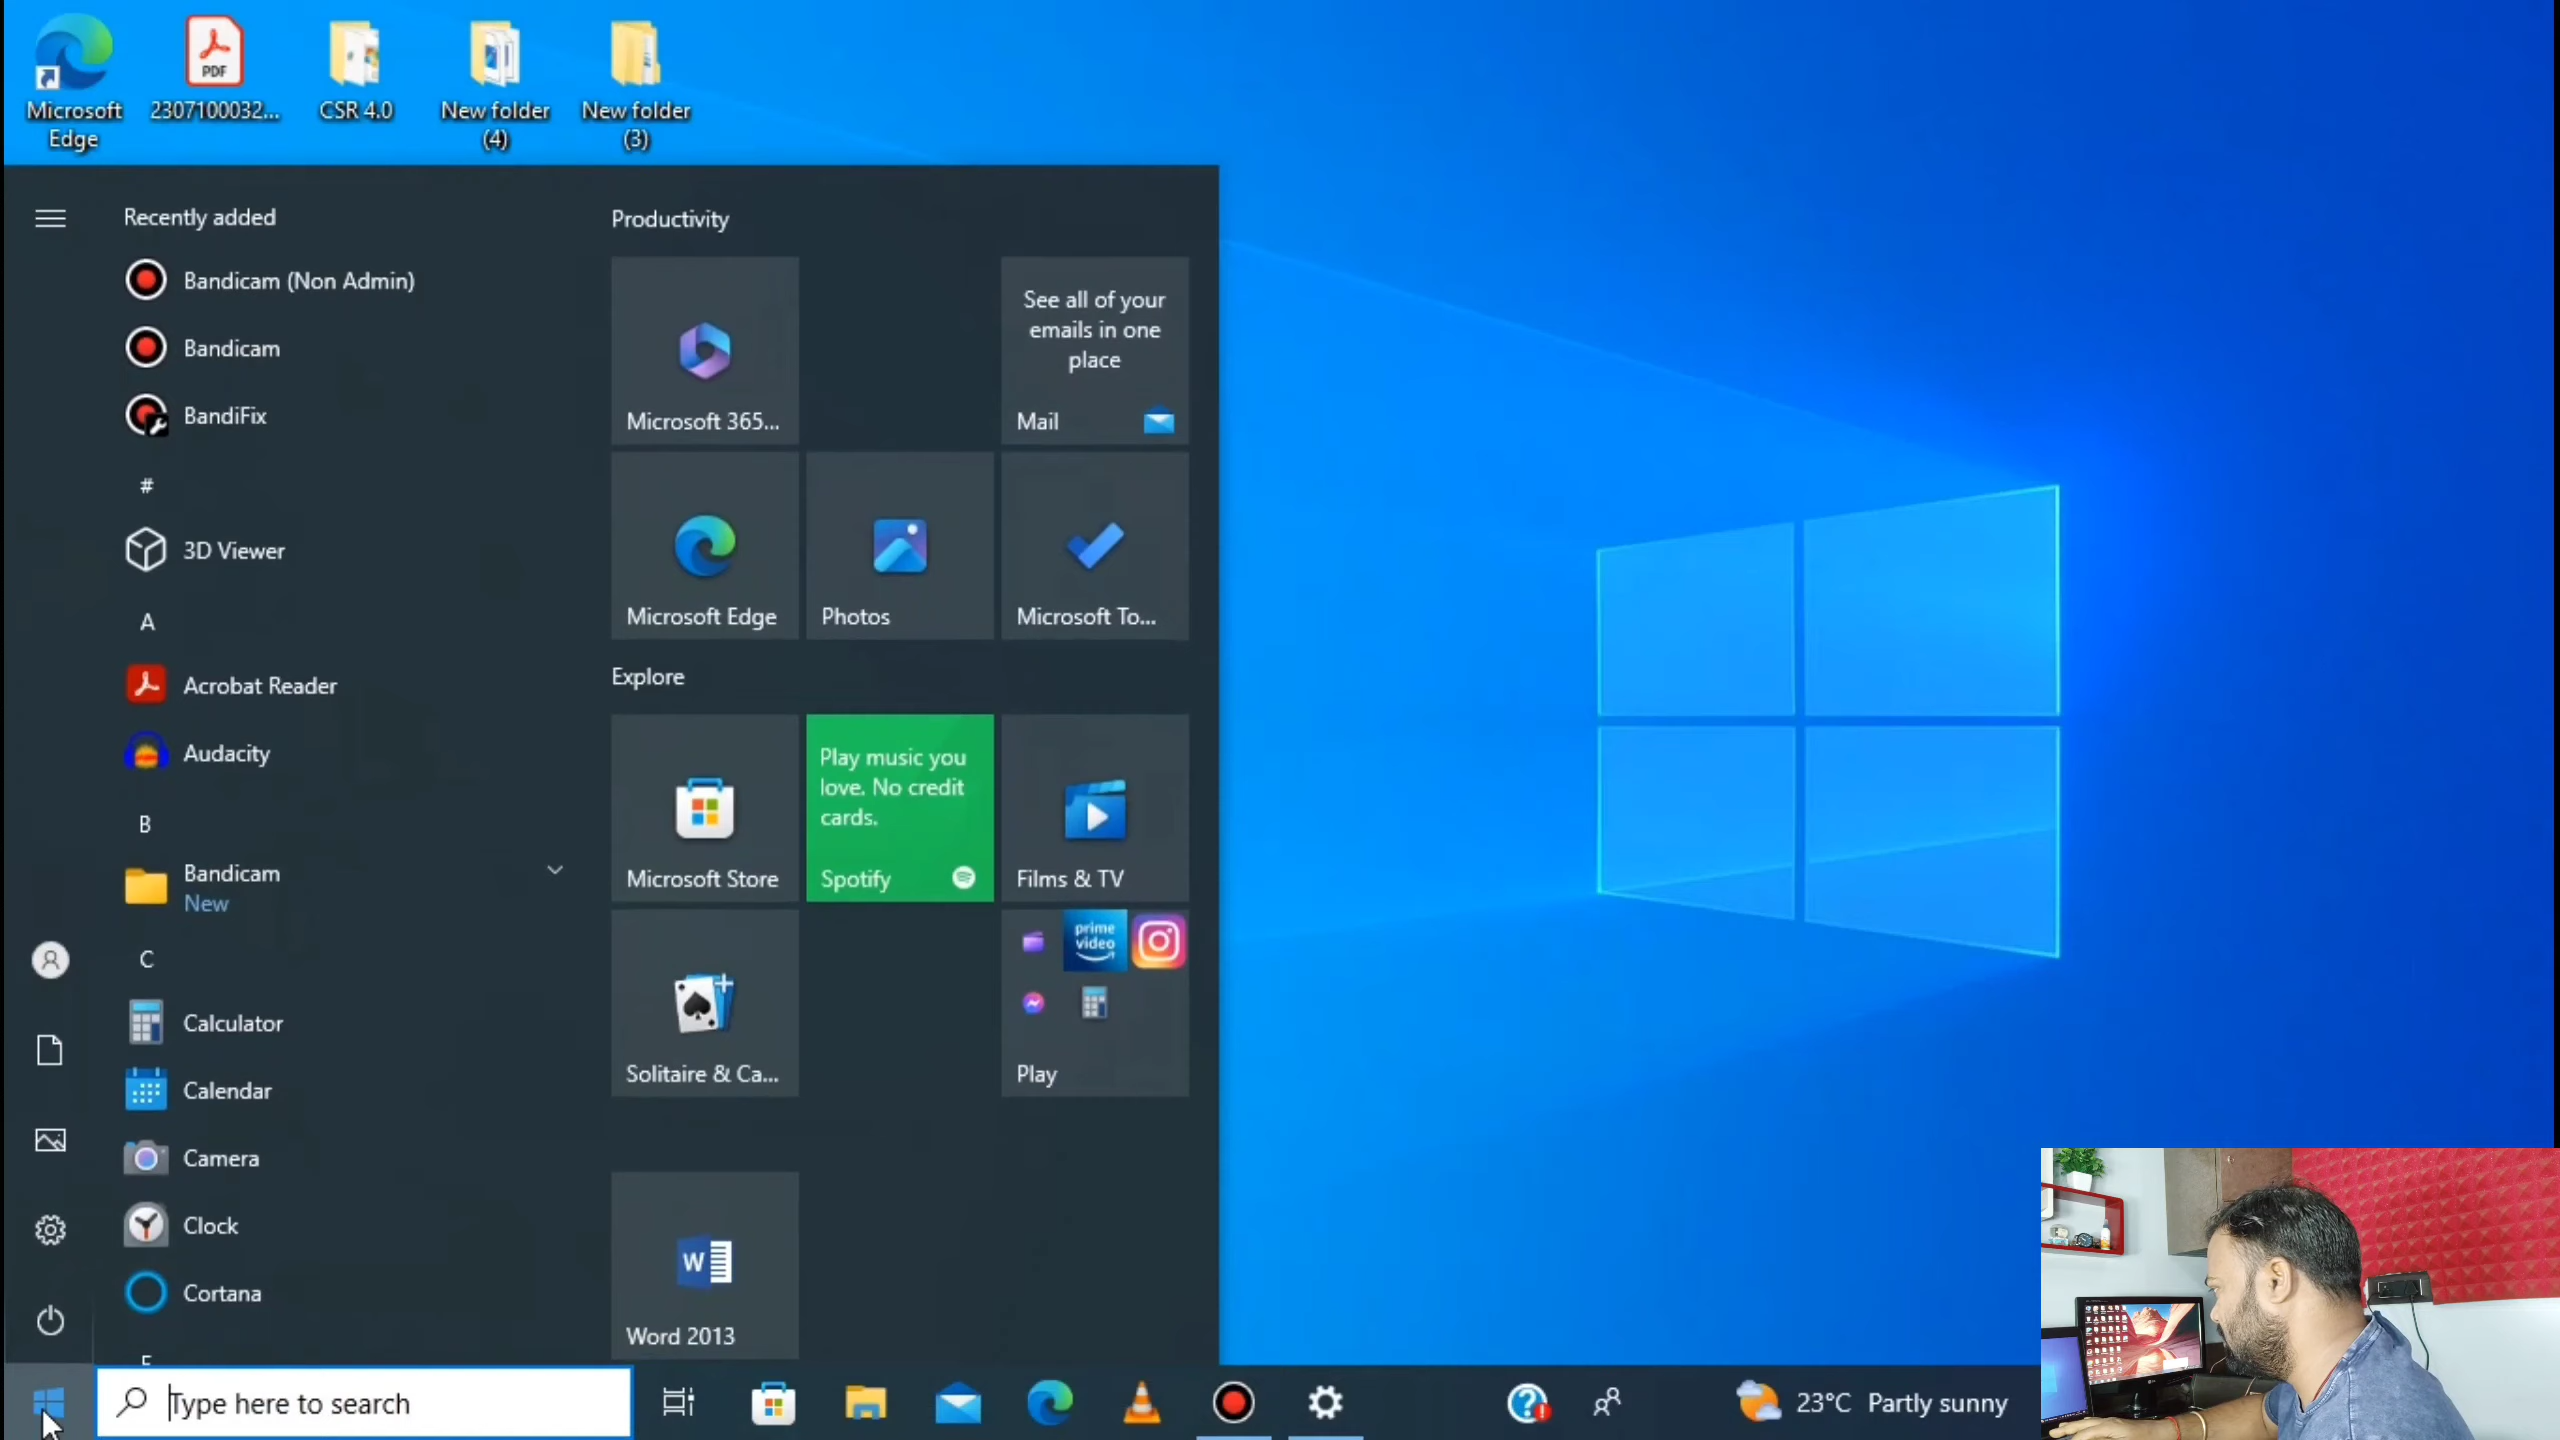 Microsoft
Edge
PDF
2307100032...
CSR 4.0
New folder
(4)
New folder
(3)
Recently added
Bandicam (Non Admin)
Bandicam
BandiFix
#
3D Viewer
A
Acrobat Reader
Audacity
B
Bandicam
New
C
Calculator
Calendar
Camera
Clock
Cortana
Productivity
Microsoft 365...
See all of your
emails in one
place
Mail
Microsoft Edge
Photos
Microsoft To...
Explore
Microsoft Store
Play music you
love. No credit
cards.
Spotify
Films & TV
Solitaire & Ca...
prime
video
Play
W
Word 2013
Type here to search
23°C Partly sunny